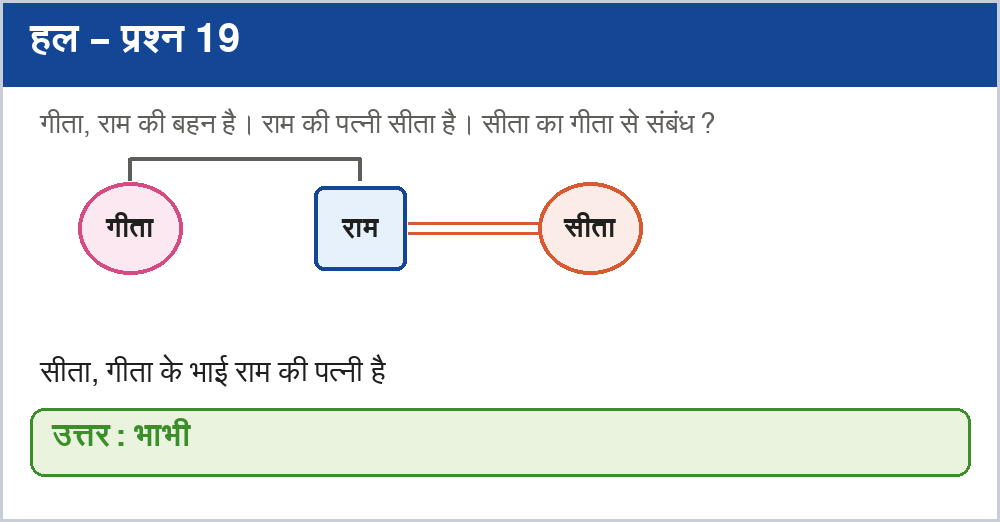 हल – प्रश्न 19
गीता, राम की बहन है। राम की पत्नी सीता है। सीता का गीता से संबंध ?
गीता राम सीता
सीता, गीता के भाई राम की पत्नी है
उत्तर : भाभी